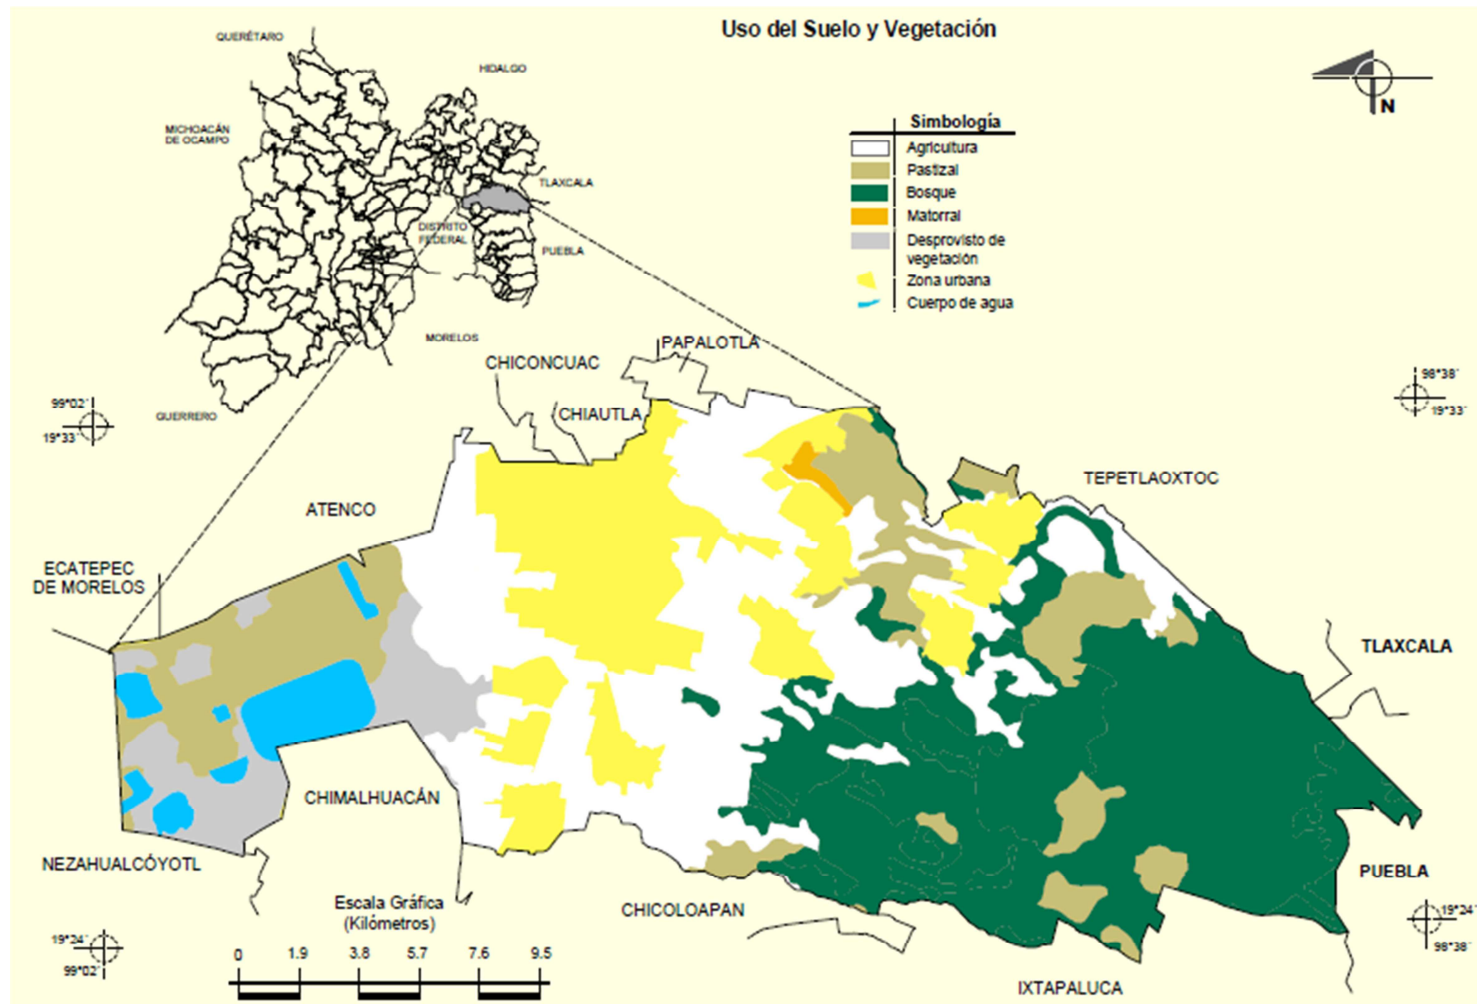 Uso del Suelo y Vegetación
QUERÉTARO
HIDALGO
MICHOACÁN
DE OCAMPO
TLAXCALA
DISTRITO
FEDERAL
PUEBLA
MORELOS
GUERRERO
N
Simbología
Agricultura
Pastizal
Bosque
Matorral
Desprovisto de
vegetación
Zona urbana
Cuerpo de agua
PAPALOTLA
CHICONCUAC
CHIAUTLA
99°02´
19°33´
98°38´
19°33´
TEPETLAOXTOC
ATENCO
ECATEPEC
DE MORELOS
TLAXCALA
CHIMALHUACÁN
NEZAHUALCÓYOTL
PUEBLA
CHICOLOAPAN
IXTAPALUCA
Escala Gráfica
(Kilómetros)
0 1.9 3.8 5.7 7.6 9.5
19°24´
99°02´
19°24´
98°38´